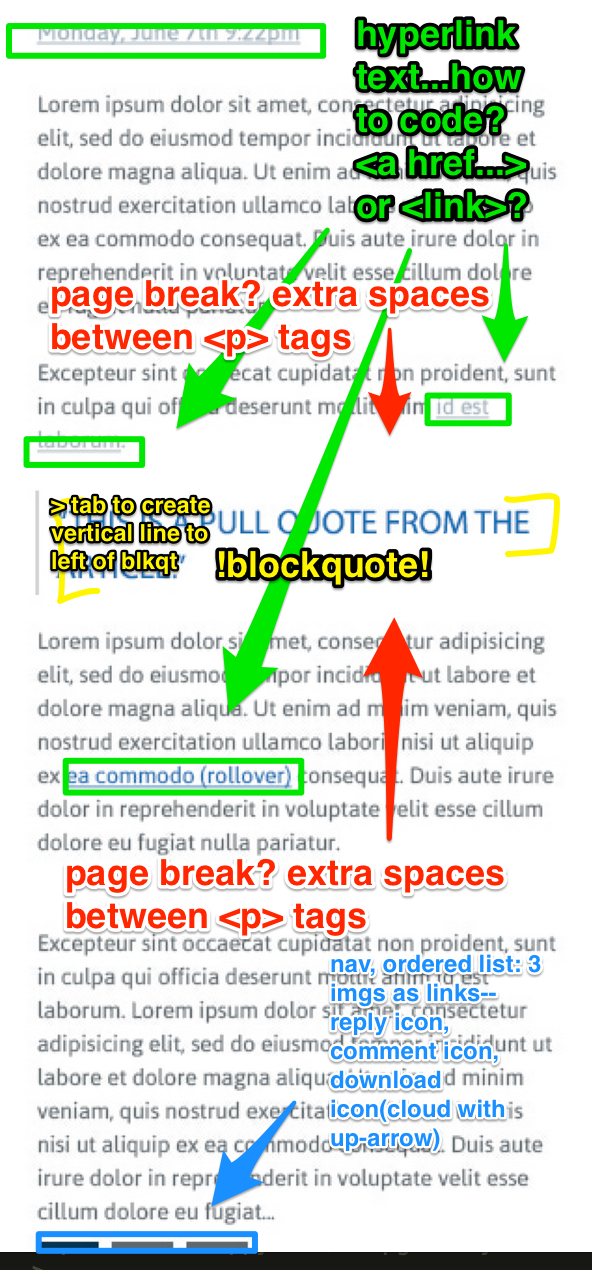 Monday, June 7th 9:22pm
hyperlink
text...how
to code?
<a href...>
or <link>?
Lorem ipsum dolor sit amet, consectetur adipisicing
elit, sed do eiusmod tempor incididunt ut labore et
dolore magna aliqua. Ut enim ad quis
nostrud exercitation ullamco
ex ea commodo consequat. Duis aute irure dolor in
reprehenderit in voluptate velit esse cillum dolore
page break? extra spaces
between <p> tags
Excepteur sint occaecat cupidatat non proident, sunt
in culpa qui officia deserunt mollit anim id est
laborum.
> tab to create
vertical line to
left of blkqt
"THIS IS A PULL QUOTE FROM THE
ARTICLE."
!blockquote!
Lorem ipsum dolor sit amet, consectetur adipisicing
elit, sed do eiusmod tempor incididunt ut labore et
dolore magna aliqua. Ut enim ad minim veniam, quis
nostrud exercitation ullamco laboris nisi ut aliquip
ex ea commodo (rollover) consequat. Duis aute irure
dolor in reprehenderit in voluptate velit esse cillum
dolore eu fugiat nulla pariatur.
page break? extra spaces
between <p> tags
Excepteur sint occaecat cupidatat non proident, sunt
in culpa qui officia deserunt mollit anim id est
laborum. Lorem ipsum dolor sit amet, consectetur
adipisicing elit, sed do eiusmod tempor incididunt ut
labore et dolore magna aliqua. Ut enim ad minim
veniam, quis nostrud exercitation laboris
nisi ut aliquip ex ea commodo consequat. Duis aute
irure dolor in reprehenderit in voluptate velit esse
cillum dolore eu fugiat...
nav, ordered list: 3
imgs as links--
reply icon,
comment icon,
download
icon(cloud with
up-arrow)